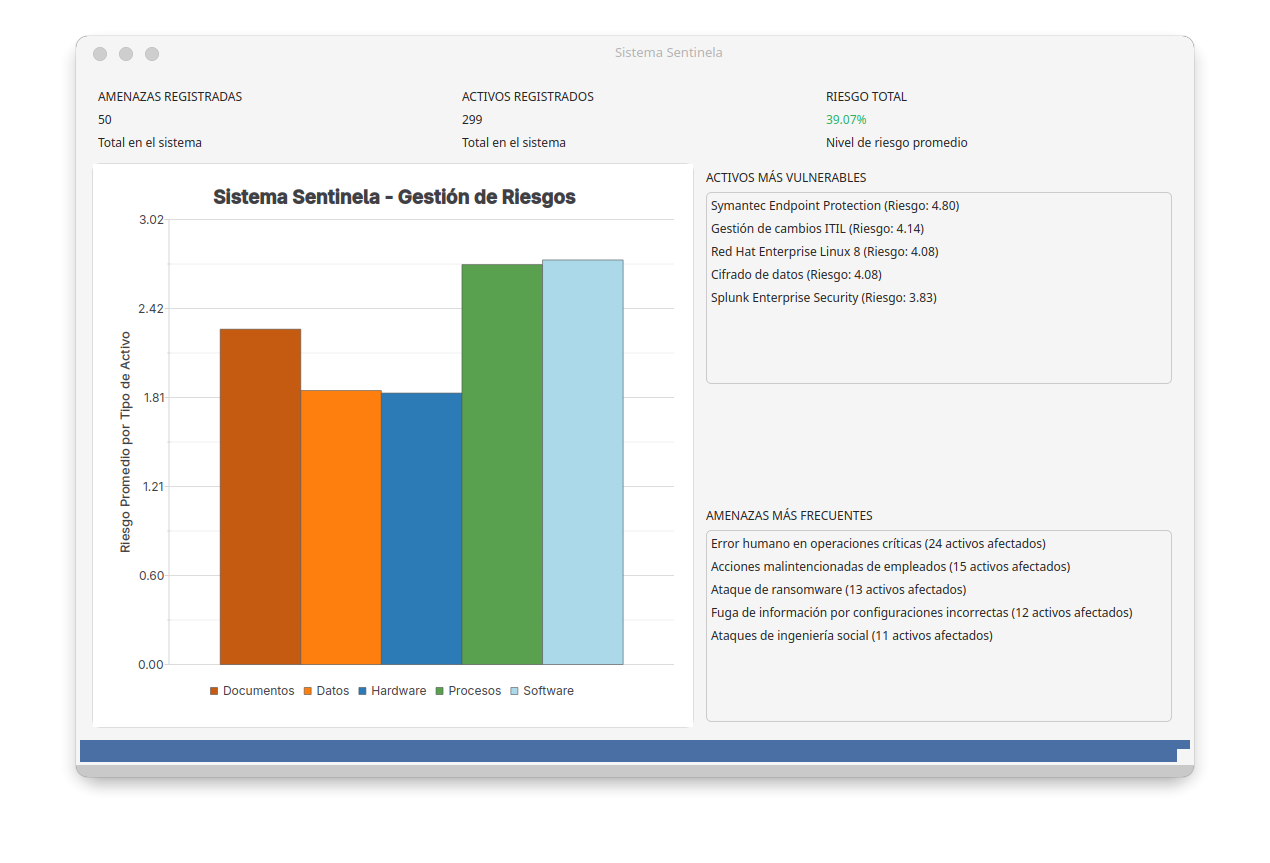 Sistema Sentinela
AMENAZAS REGISTRADAS
50
Total en el sistema
ACTIVOS REGISTRADOS
299
Total en el sistema
RIESGO TOTAL
39.07%
Nivel de riesgo promedio
Sistema Sentinela - Gestión de Riesgos
Riesgo Promedio por Tipo de Activo
3.02
2.42
1.81
1.21
0.60
0.00
Documentos Datos Hardware Procesos Software
ACTIVOS MÁS VULNERABLES
Symantec Endpoint Protection (Riesgo: 4.80)
Gestión de cambios ITIL (Riesgo: 4.14)
Red Hat Enterprise Linux 8 (Riesgo: 4.08)
Cifrado de datos (Riesgo: 4.08)
Splunk Enterprise Security (Riesgo: 3.83)
AMENAZAS MÁS FRECUENTES
Error humano en operaciones críticas (24 activos afectados)
Acciones malintencionadas de empleados (15 activos afectados)
Ataque de ransomware (13 activos afectados)
Fuga de información por configuraciones incorrectas (12 activos afectados)
Ataques de ingeniería social (11 activos afectados)